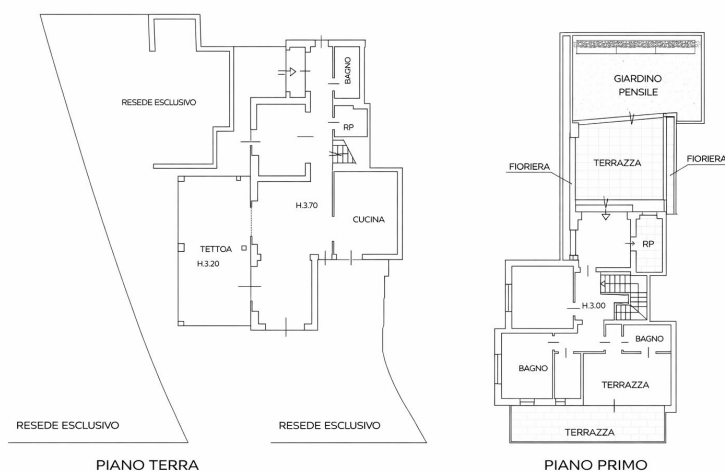 RESEDE ESCLUSIVO
BAGNO
RP
H.3.70
CUCINA
TETTOA
H.3.20
RESEDE ESCLUSIVO
RESEDE ESCLUSIVO
PIANO TERRA
GIARDINO
PENSILE
FIORIERA
TERRAZZA
FIORIERA
RP
H.3.00
BAGNO
BAGNO
TERRAZZA
TERRAZZA
PIANO PRIMO